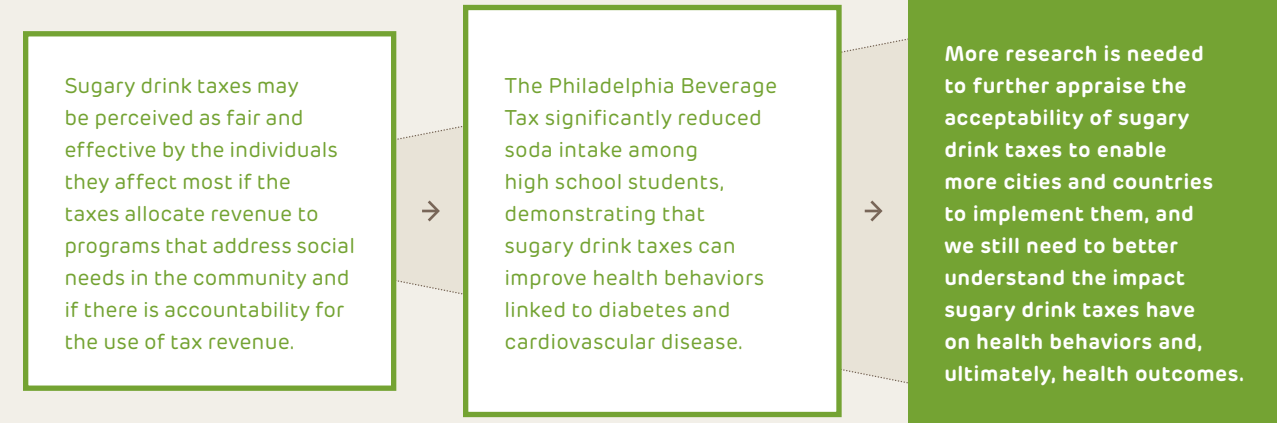 Sugary drink taxes may
be perceived as fair and
effective by the individuals
they affect most if the
taxes allocate revenue to
programs that address social
needs in the community and
if there is accountability for
the use of tax revenue.
The Philadelphia Beverage
Tax significantly reduced
soda intake among
high school students,
demonstrating that
sugary drink taxes can
improve health behaviors
linked to diabetes and
cardiovascular disease.
More research is needed
to further appraise the
acceptability of sugary
drink taxes to enable
more cities and countries
to implement them, and
we still need to better
understand the impact
sugary drink taxes have
on health behaviors and,
ultimately, health outcomes.